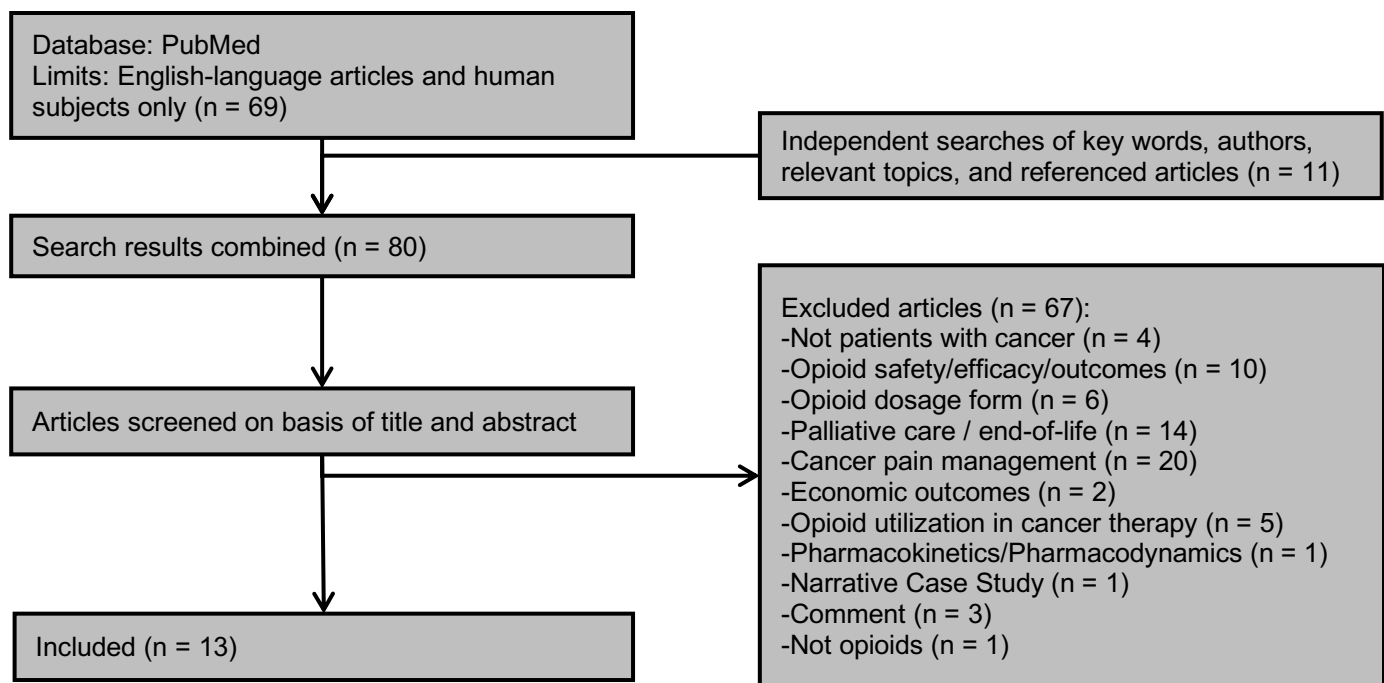 Database: PubMed
Limits: English-language articles and human
subjects only (n = 69)
Independent searches of key words, authors,
relevant topics, and referenced articles (n = 11)
Search results combined (n = 80)
Articles screened on basis of title and abstract
Excluded articles (n = 67):
-Not patients with cancer (n = 4)
-Opioid safety/efficacy/outcomes (n = 10)
-Opioid dosage form (n = 6)
-Palliative care / end-of-life (n = 14)
-Cancer pain management (n = 20)
-Economic outcomes (n = 2)
-Opioid utilization in cancer therapy (n = 5)
-Pharmacokinetics/Pharmacodynamics (n = 1)
-Narrative Case Study (n = 1)
-Comment (n = 3)
-Not opioids (n = 1)
Included (n = 13)